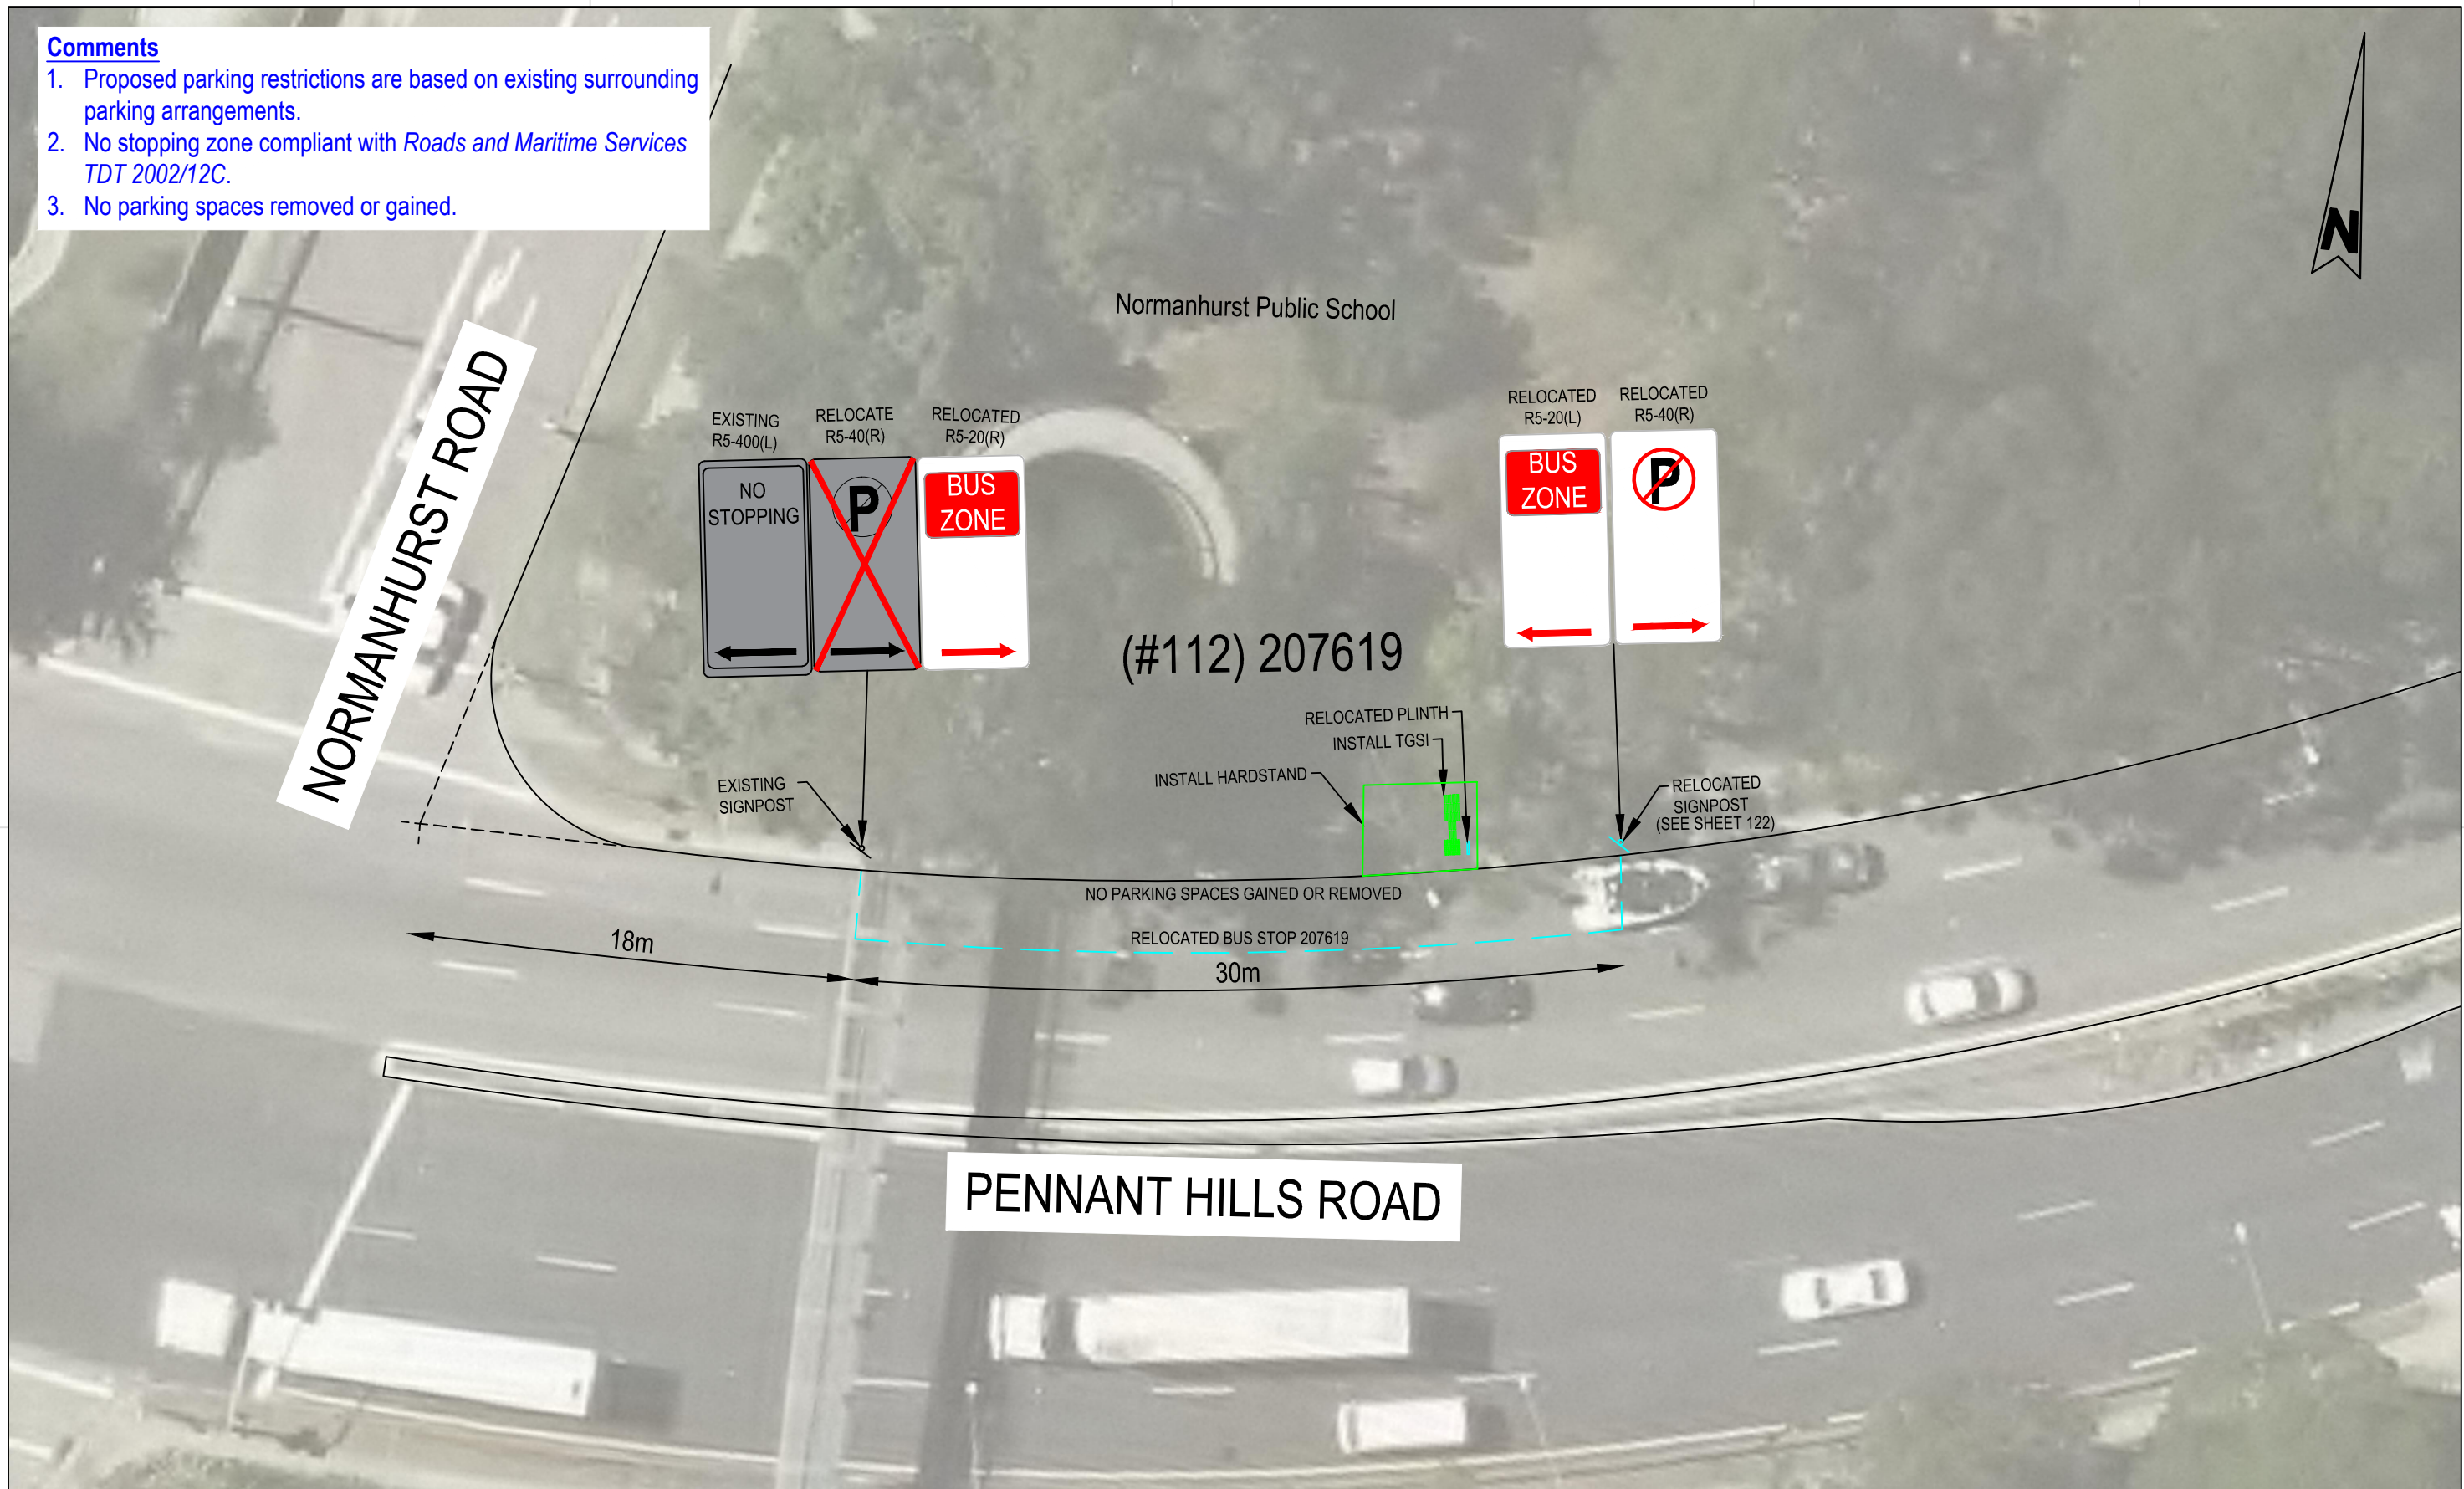 Comments
1. Proposed parking restrictions are based on existing surrounding
parking arrangements.
2. No stopping zone compliant with Roads and Maritime Services
TDT 2002/12C.
3. No parking spaces removed or gained.
N
Normanhurst Public School
NORMANHURST ROAD
EXISTING
R5-400(L)
NO
STOPPING
RELOCATE
R5-40(R)
P
RELOCATED
R5-20(R)
BUS
ZONE
RELOCATED
R5-20(L)
BUS
ZONE
RELOCATED
R5-40(R)
P
(#112) 207619
RELOCATED PLINTH
INSTALL TGSI
INSTALL HARDSTAND
EXISTING
SIGNPOST
RELOCATED
SIGNPOST
(SEE SHEET 122)
NO PARKING SPACES GAINED OR REMOVED
RELOCATED BUS STOP 207619
18m
30m
PENNANT HILLS ROAD